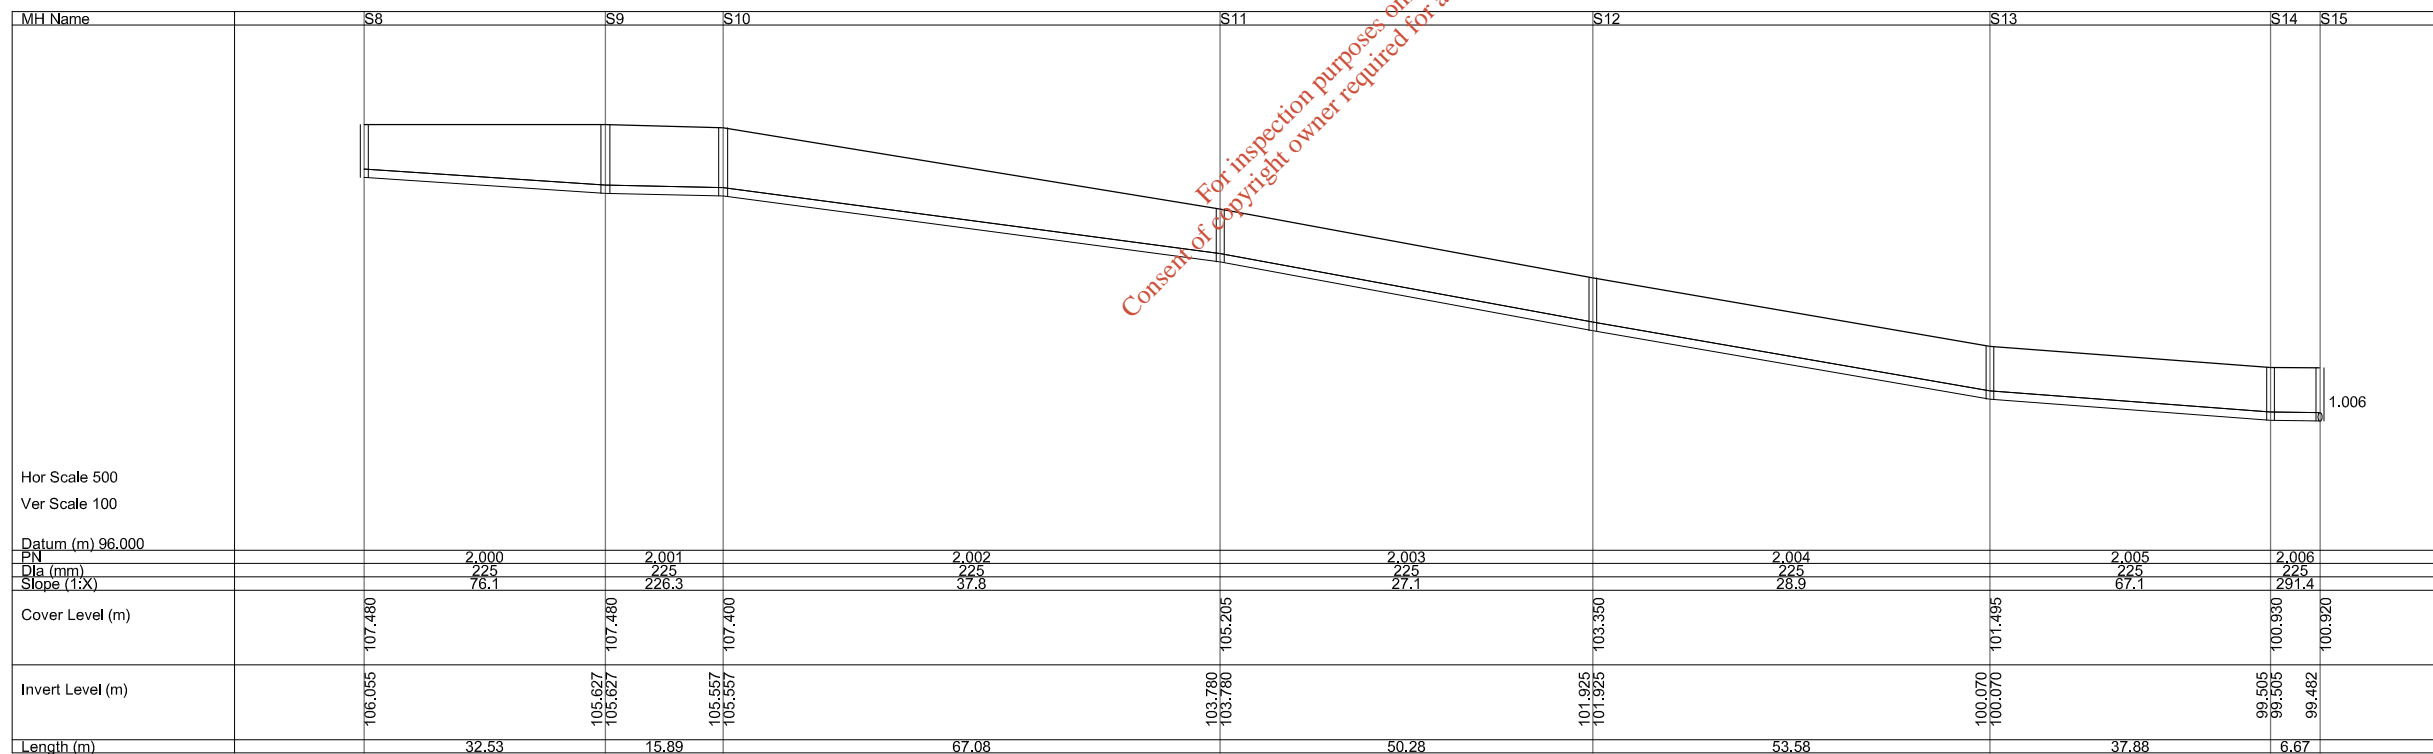 MH Name S8 S9 S10 S11 S12 S13 S14 S15
For inspection purposes
Consent of copyright owner required for
1.006
Hor Scale 500
Ver Scale 100
Datum (m) 96.000
PN 2.000 2.001 2.002 2.003 2.004 2.005 2.006
Dia (mm) 225 225 225 225 225 225 225
Slope (1:X) 76.1 226.3 37.8 27.1 28.9 67.1 291.4
Cover Level (m) 107.480 107.480 107.400 105.205 103.350 101.495 100.930 100.920
Invert Level (m) 106.055 105.627 105.627 105.557 105.557 103.780 103.780 101.925 101.925 100.070 100.070 99.505 99.505 99.482
Length (m) 32.53 15.89 67.08 50.28 53.58 37.88 6.67